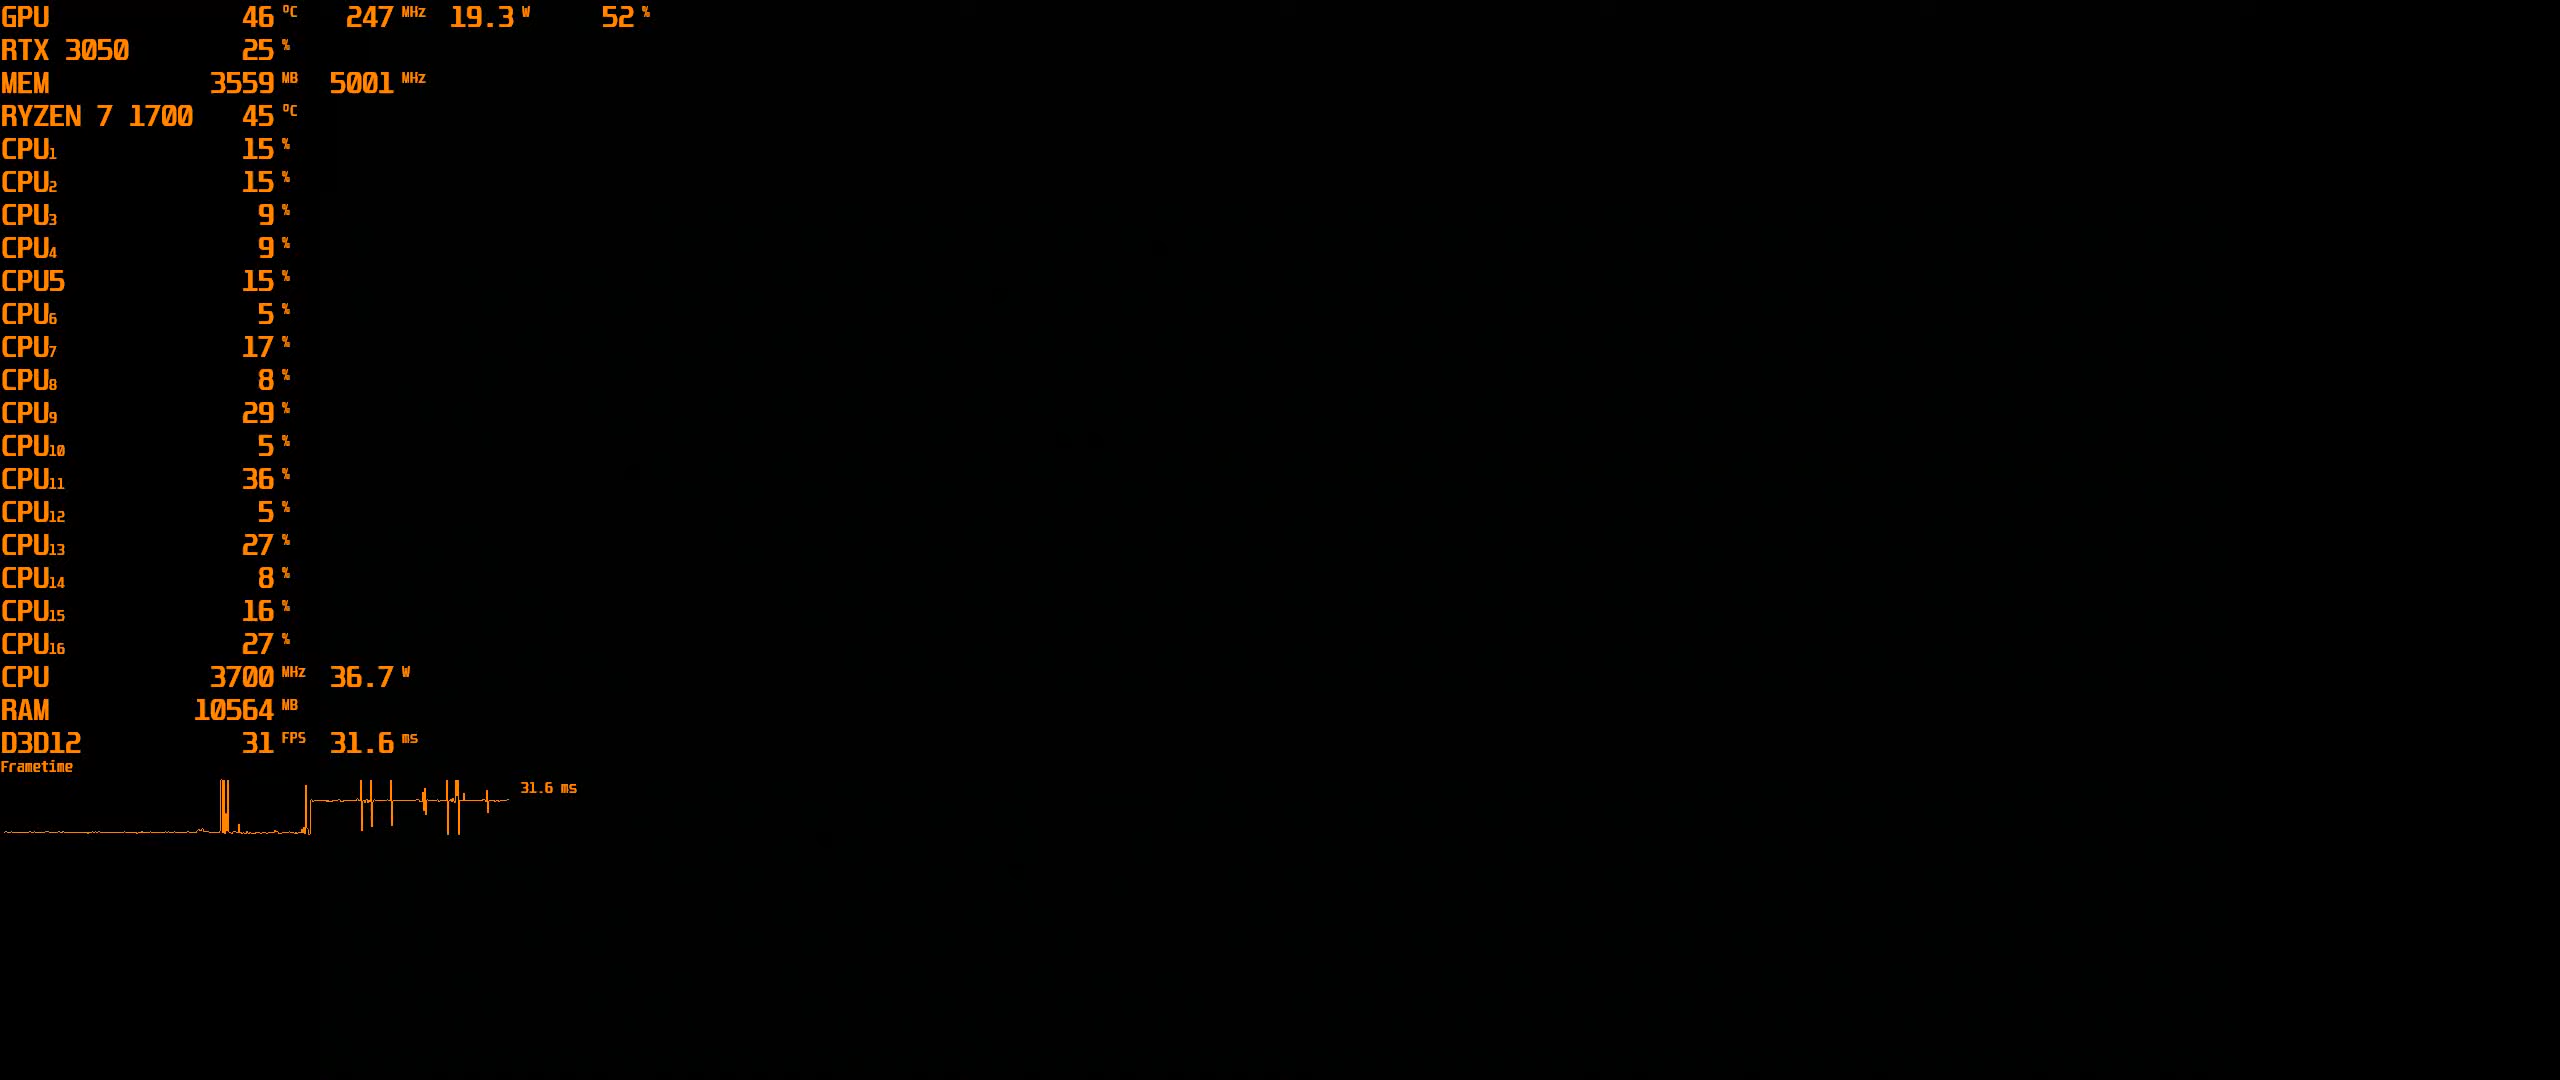 GPU 46 °C 247 MHz 19.3 W 52 %
RTX 3050 25 %
MEM 3559 MB 5001 MHz
RYZEN 7 1700 45 °C
CPU1 15 %
CPU2 15 %
CPU3 9 %
CPU4 9 %
CPU5 15 %
CPU6 5 %
CPU7 17 %
CPU8 8 %
CPU9 29 %
CPU10 5 %
CPU11 36 %
CPU12 5 %
CPU13 27 %
CPU14 8 %
CPU15 16 %
CPU16 27 %
CPU 3700 MHz 36.7 W
RAM 10564 MB
D3D12 31 FPS 31.6 ms
Frametime
31.6 ms